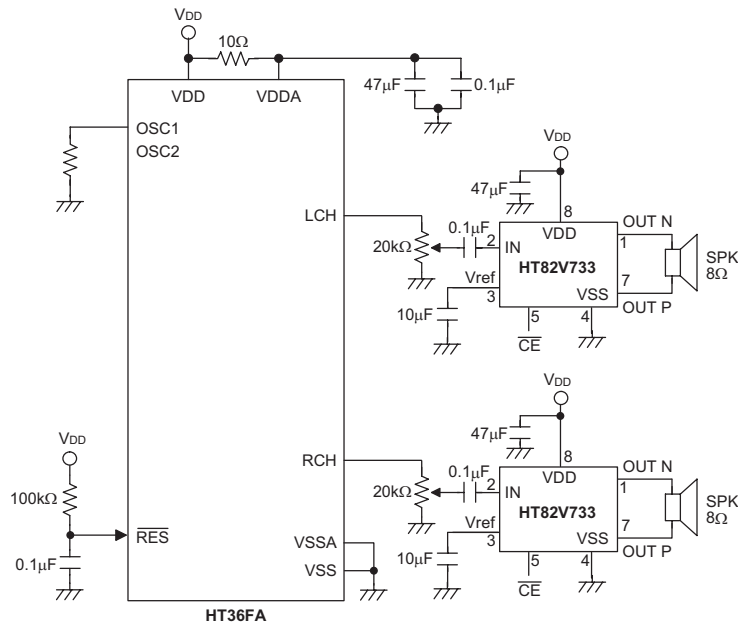 VDD
10Ω
VDD
VDDA
47μF
0.1μF
OSC1
OSC2
LCH
20kΩ
0.1μF
47μF
VDD
8
VDD
2
IN
HT82V733
Vref
3
10μF
VSS
5
4
CE
OUT N
1
7
OUT P
SPK
8Ω
VDD
100kΩ
RES
0.1μF
RCH
20kΩ
0.1μF
47μF
VDD
8
VDD
2
IN
HT82V733
Vref
3
10μF
VSS
5
4
CE
OUT N
1
7
OUT P
SPK
8Ω
VSSA
VSS
HT36FA